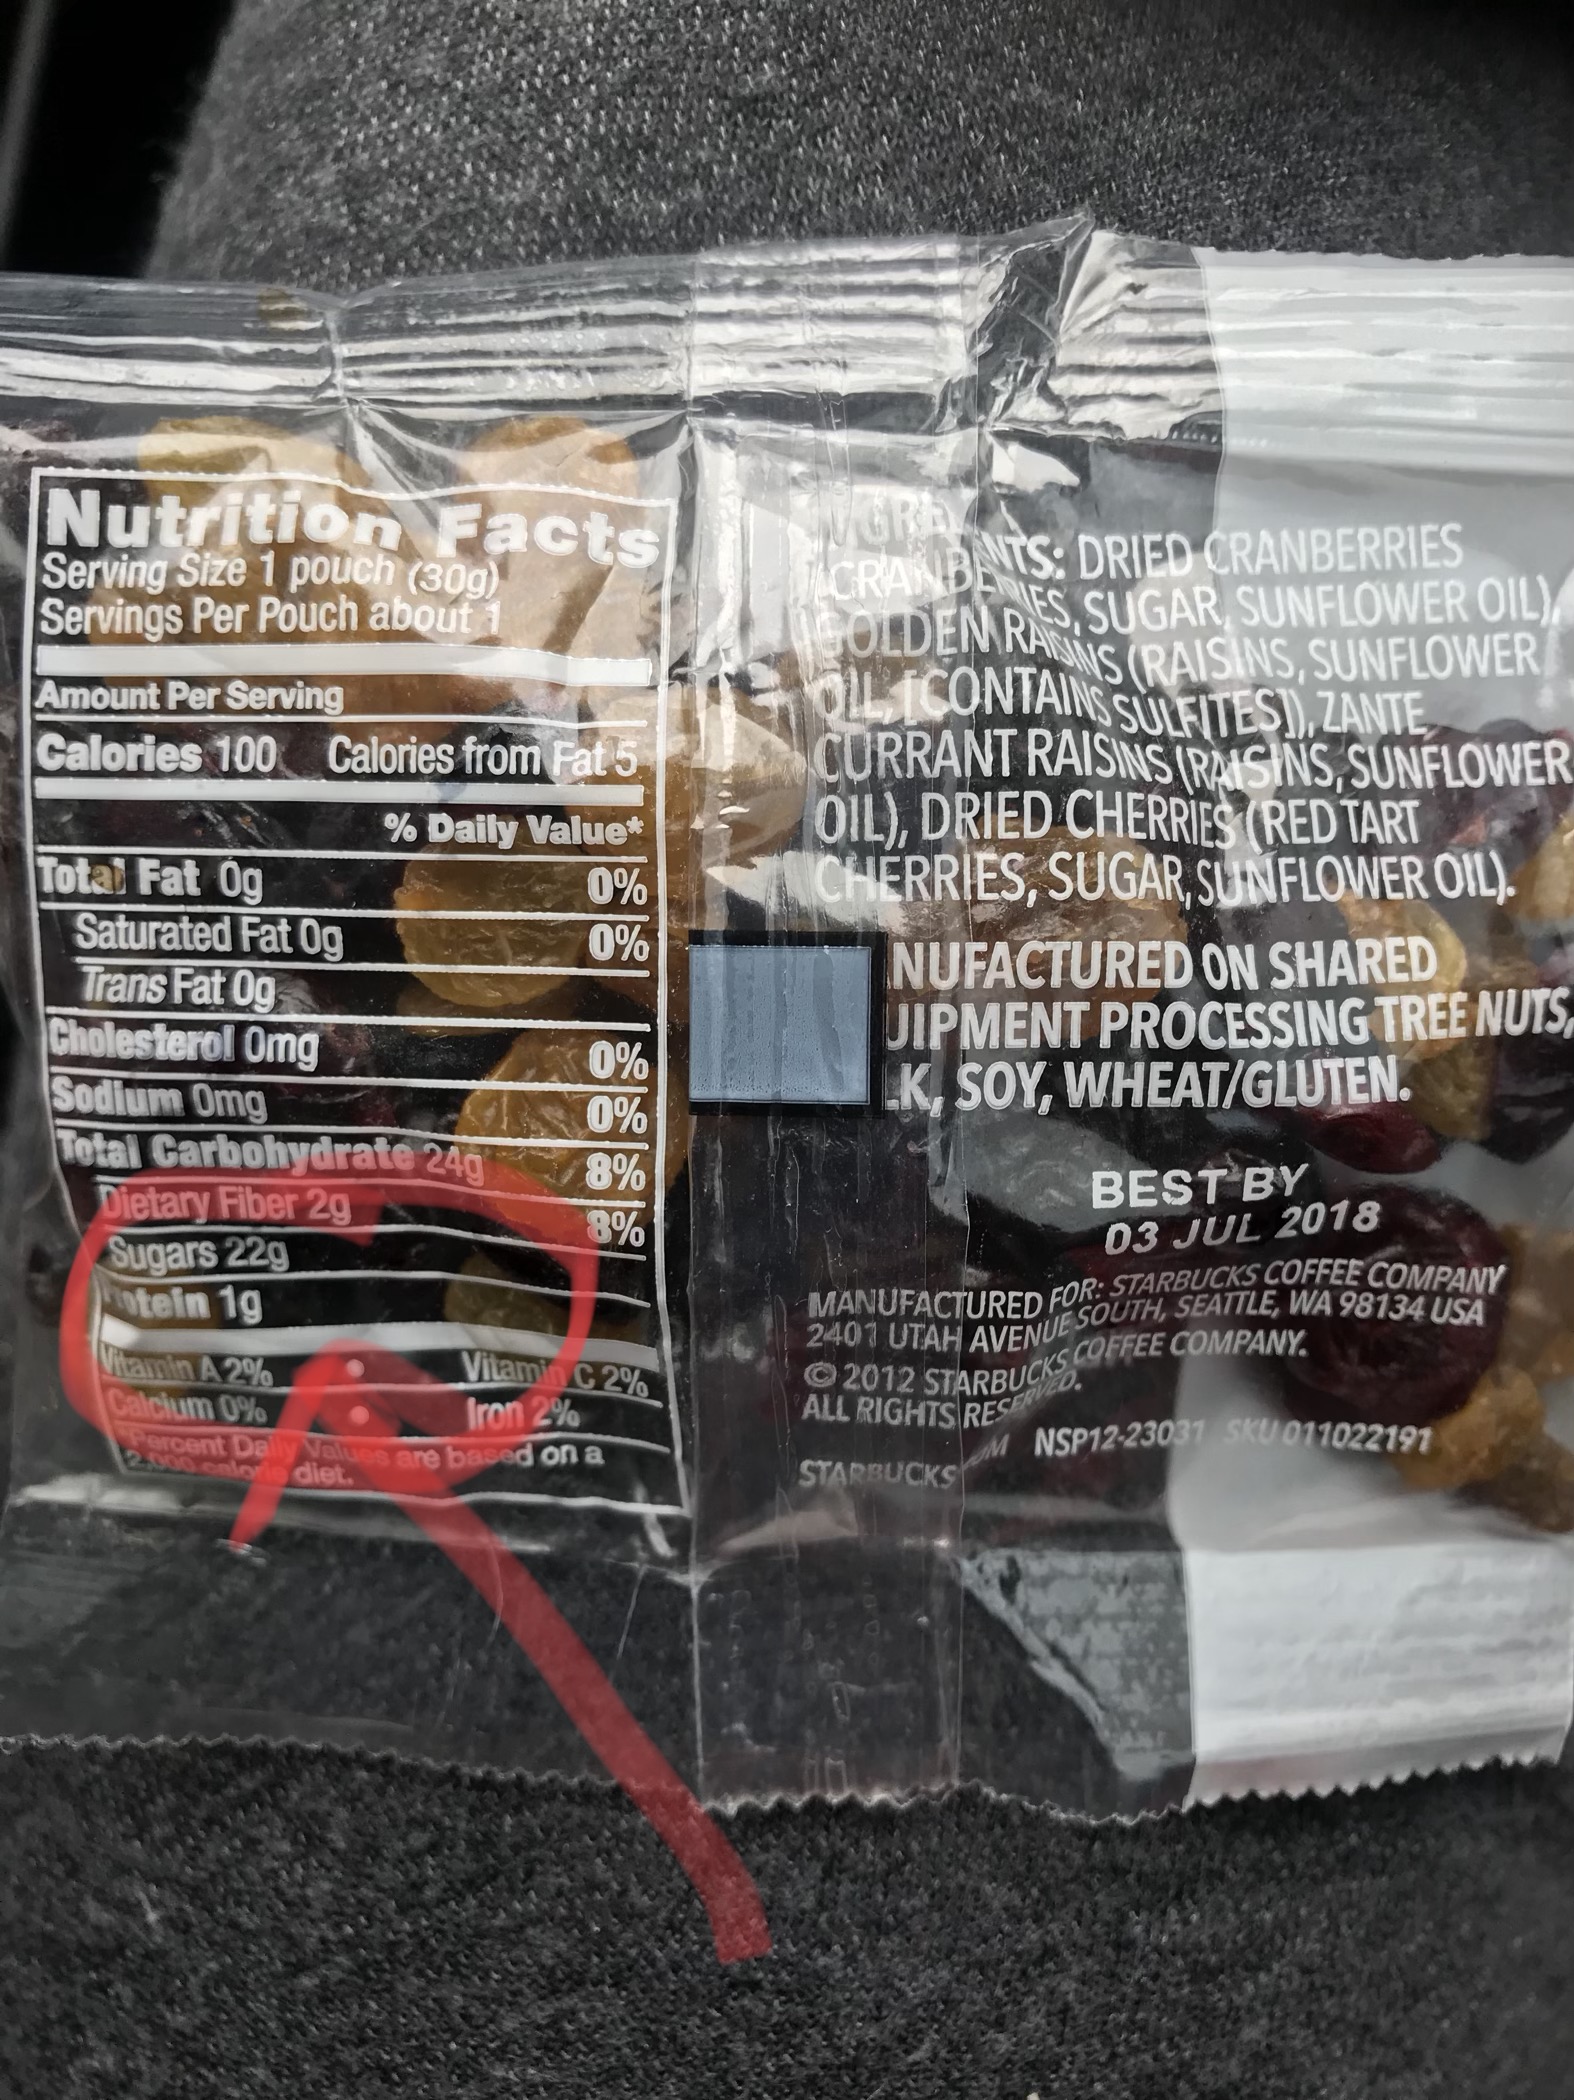 Nutrition Facts
Serving Size 1 pouch (30g)
Servings Per Pouch about 1
Amount Per Serving
Calories 100 Calories from Fat 5
% Daily Value*
Total Fat 0g 0%
Saturated Fat 0g 0%
Trans Fat 0g
Cholesterol 0mg 0%
Sodium 0mg 0%
Total Carbohydrate 24g 8%
Dietary Fiber 2g 8%
Sugars 22g
Protein 1g
Vitamin A 2% • Vitamin C 2%
Calcium 0% • Iron 2%
Percent Daily Values are based on a
2,000 calorie diet.
INGREDIENTS: DRIED CRANBERRIES
(CRANBERRIES, SUGAR, SUNFLOWER OIL),
GOLDEN RAISINS (RAISINS, SUNFLOWER
OIL, [CONTAINS SULFITES]), ZANTE
CURRANT RAISINS (RAISINS, SUNFLOWER
OIL), DRIED CHERRIES (RED TART
CHERRIES, SUGAR, SUNFLOWER OIL).
NUFACTURED ON SHARED
UIPMENT PROCESSING TREE NUTS,
LK, SOY, WHEAT/GLUTEN.
BEST BY
03 JUL 2018
MANUFACTURED FOR: STARBUCKS COFFEE COMPANY
2401 UTAH AVENUE SOUTH, SEATTLE, WA 98134 USA
© 2012 STARBUCKS COFFEE COMPANY.
ALL RIGHTS RESERVED.
NSP12-23031 SKU 011022191
STARBUCKS